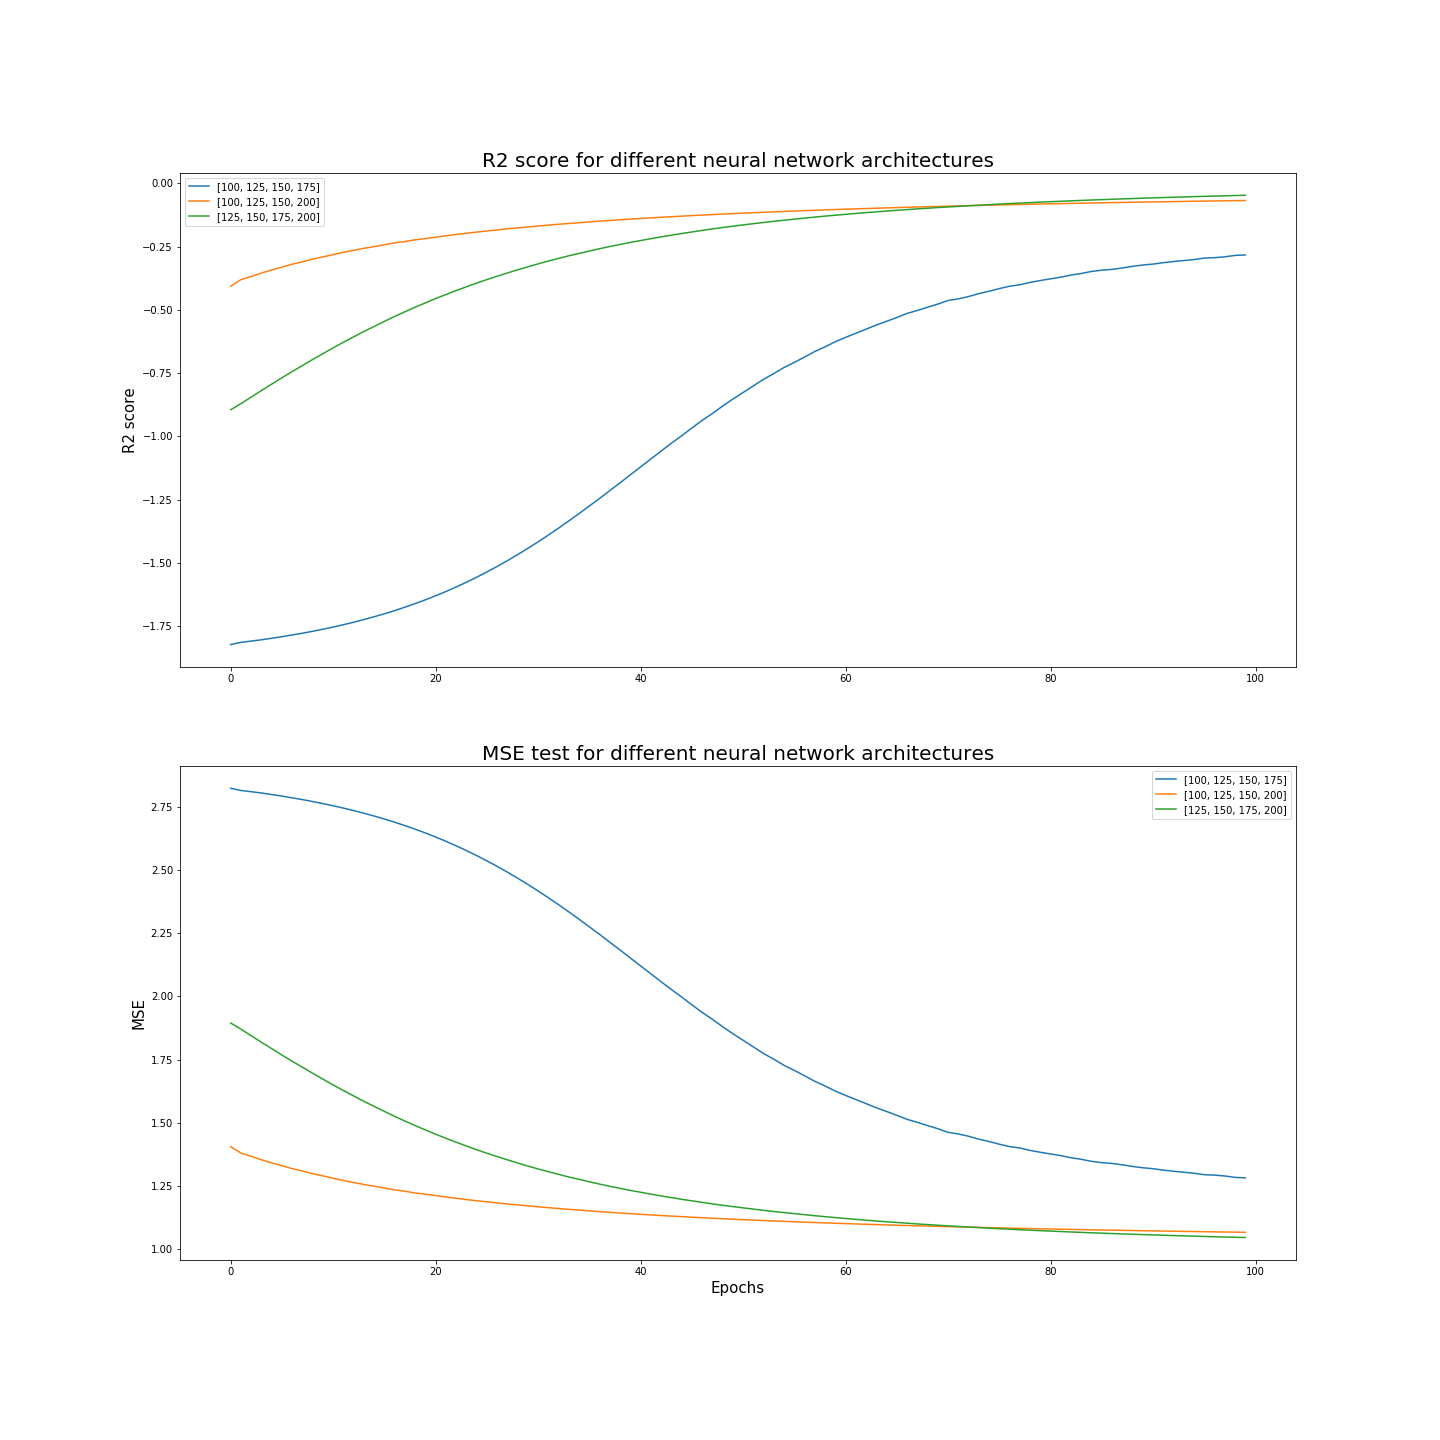 R2 score for different neural network architectures
[100, 125, 150, 175]
[100, 125, 150, 200]
[125, 150, 175, 200]
0.00
−0.25
−0.50
−0.75
−1.00
−1.25
−1.50
−1.75
R2 score
0 20 40 60 80 100
MSE test for different neural network architectures
[100, 125, 150, 175]
[100, 125, 150, 200]
[125, 150, 175, 200]
2.75
2.50
2.25
2.00
1.75
1.50
1.25
1.00
MSE
0 20 40 60 80 100
Epochs